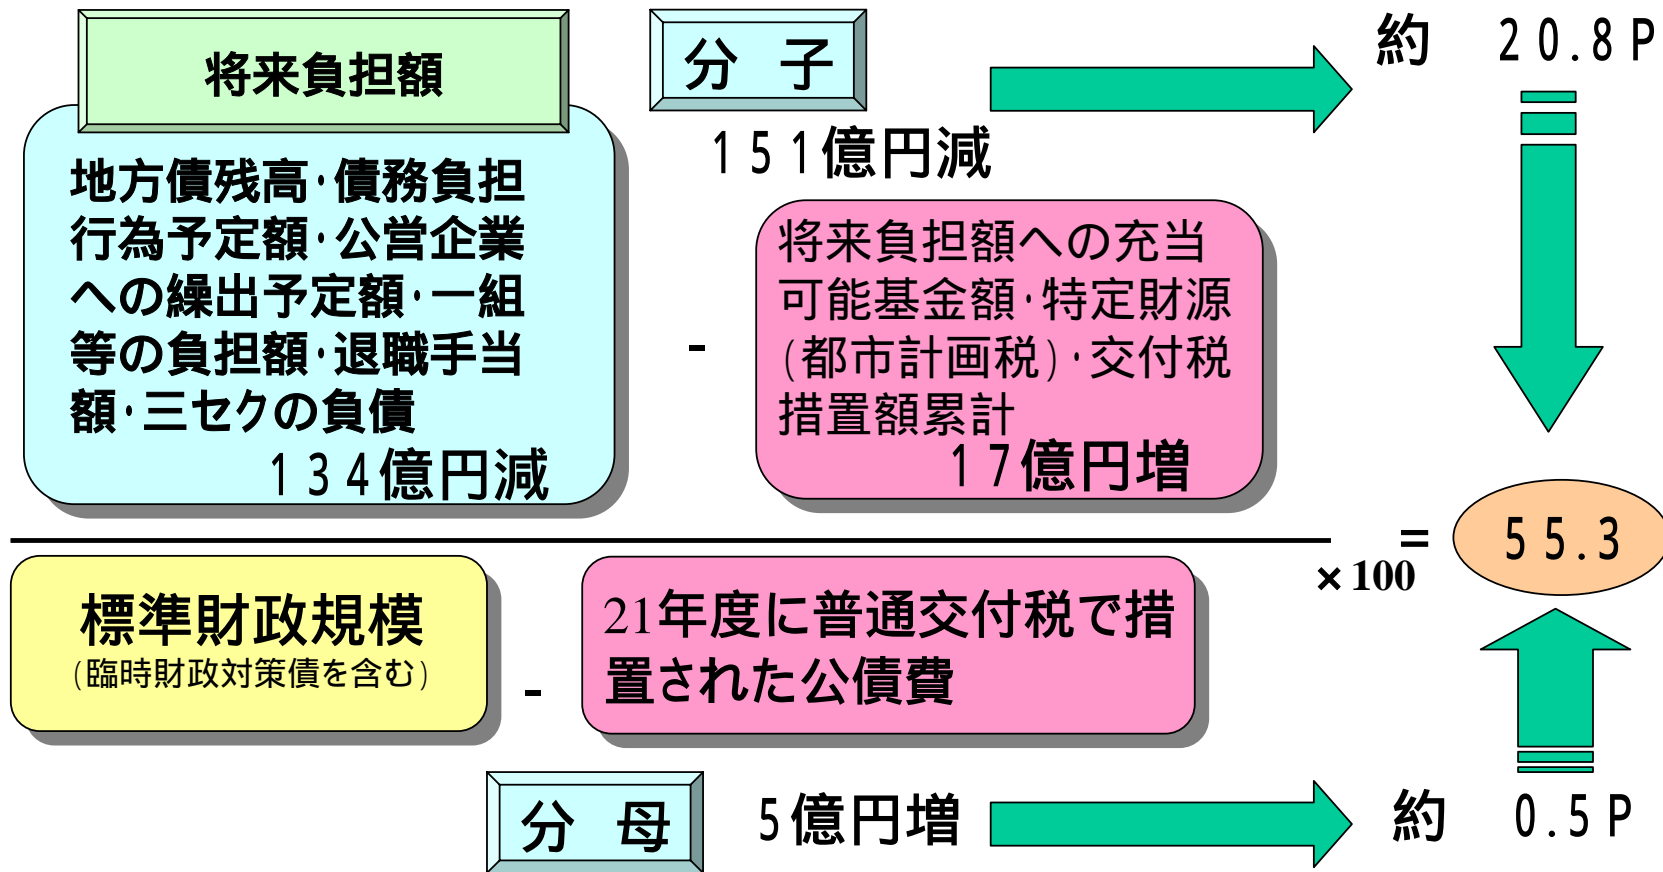 将来負担額
分 子
約 20.8P
151億円減
地方債残高・債務負担
行為予定額・公営企業
への繰出予定額・一組
等の負担額・退職手当
額・三セクの負債
134億円減
-
将来負担額への充当
可能基金額・特定財源
(都市計画税)・交付税
措置額累計
17億円増
×100
=
55.3
標準財政規模
(臨時財政対策債を含む)
-
21年度に普通交付税で措
置された公債費
分 母
5億円増
約 0.5P